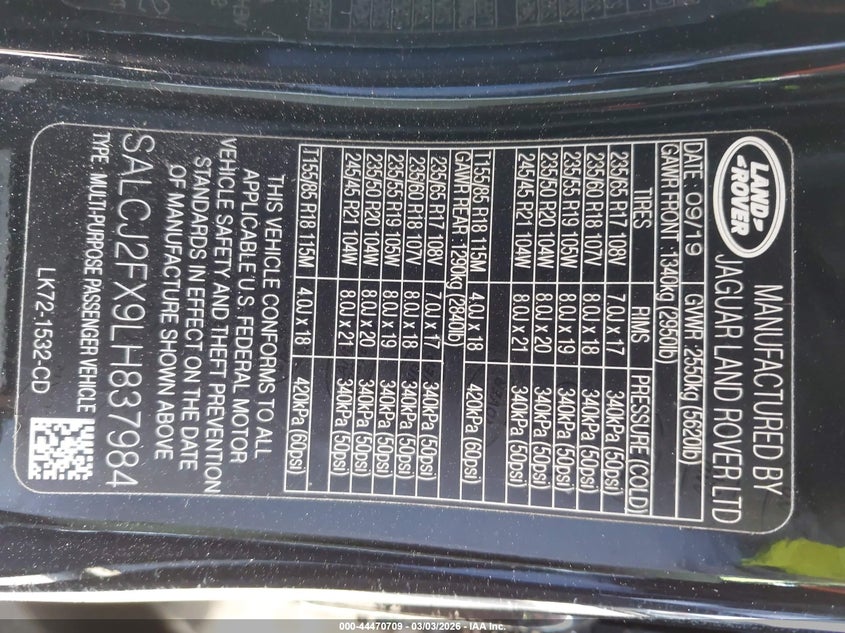 LAND
ROVER
MANUFACTURED BY
JAGUAR LAND ROVER LTD
DATE: 09/19 GVWR: 2550kg (5620lb)
GAWR FRONT: 1340kg (2950lb)
TIRES RIMS PRESSURE (COLD)
235/65 R17 108V 7.0J x 17 340kPa (50psi)
235/60 R18 107V 8.0J x 18 340kPa (50psi)
235/55 R19 105W 8.0J x 19 340kPa (50psi)
235/50 R20 104W 8.0J x 20 340kPa (50psi)
245/45 R21 104W 8.0J x 21 340kPa (50psi)
T155/85 R18 115M 4.0J x 18 420kPa (60psi)
GAWR REAR: 1290kg (2840lb)
235/65 R17 108V 7.0J x 17 340kPa (50psi)
235/60 R18 107V 8.0J x 18 340kPa (50psi)
235/55 R19 105W 8.0J x 19 340kPa (50psi)
235/50 R20 104W 8.0J x 20 340kPa (50psi)
245/45 R21 104W 8.0J x 21 340kPa (50psi)
T155/85 R18 115M 4.0J x 18 420kPa (60psi)
THIS VEHICLE CONFORMS TO ALL
APPLICABLE U.S. FEDERAL MOTOR
VEHICLE SAFETY AND THEFT PREVENTION
STANDARDS IN EFFECT ON THE DATE
OF MANUFACTURE SHOWN ABOVE
SALCJ2FX9LH837984
TYPE: MULTI-PURPOSE PASSENGER VEHICLE
LK72-1532-CD
000-44470709 - 03/03/2026 - IAA Inc.